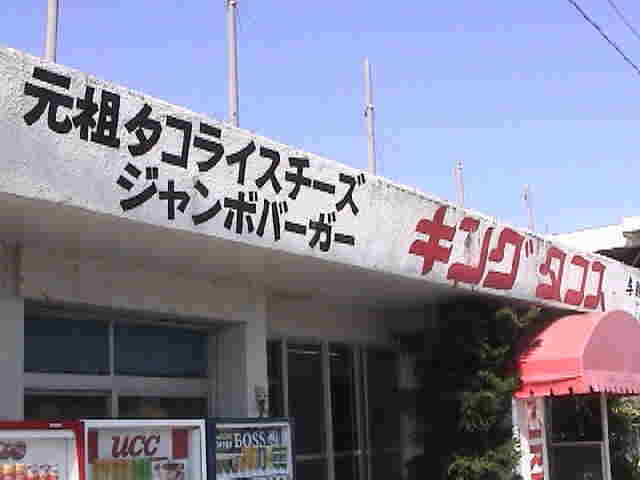 元祖タコライスチーズ
ジャンボバーガー
キングタコス
ucc
BOSS